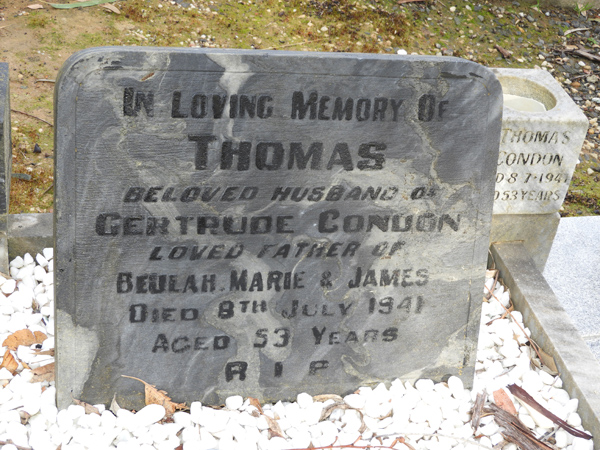 IN LOVING MEMORY OF
THOMAS
BELOVED HUSBAND OF
GERTRUDE CONDON
LOVED FATHER OF
BEULAH, MARIE & JAMES
DIED 8TH JULY 1941
AGED 53 YEARS
R I P
THOMAS
CONDON
D 8-7-1941
53 YEARS